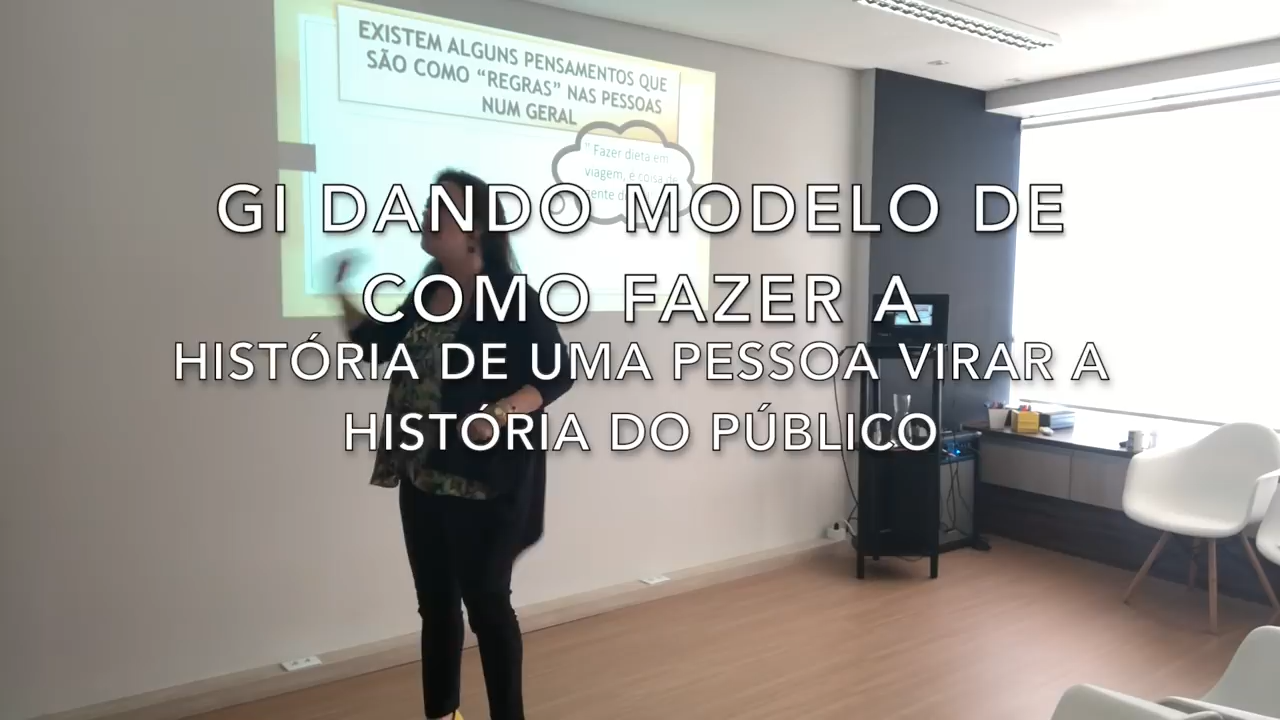 EXISTEM ALGUNS PENSAMENTOS QUE
SÃO COMO “REGRAS” NAS PESSOAS
NUM GERAL
" Fazer dieta em
viagem, é coisa de
gente
GI DANDO MODELO DE
COMO FAZER A
HISTÓRIA DE UMA PESSOA VIRAR A
HISTÓRIA DO PÚBLICO